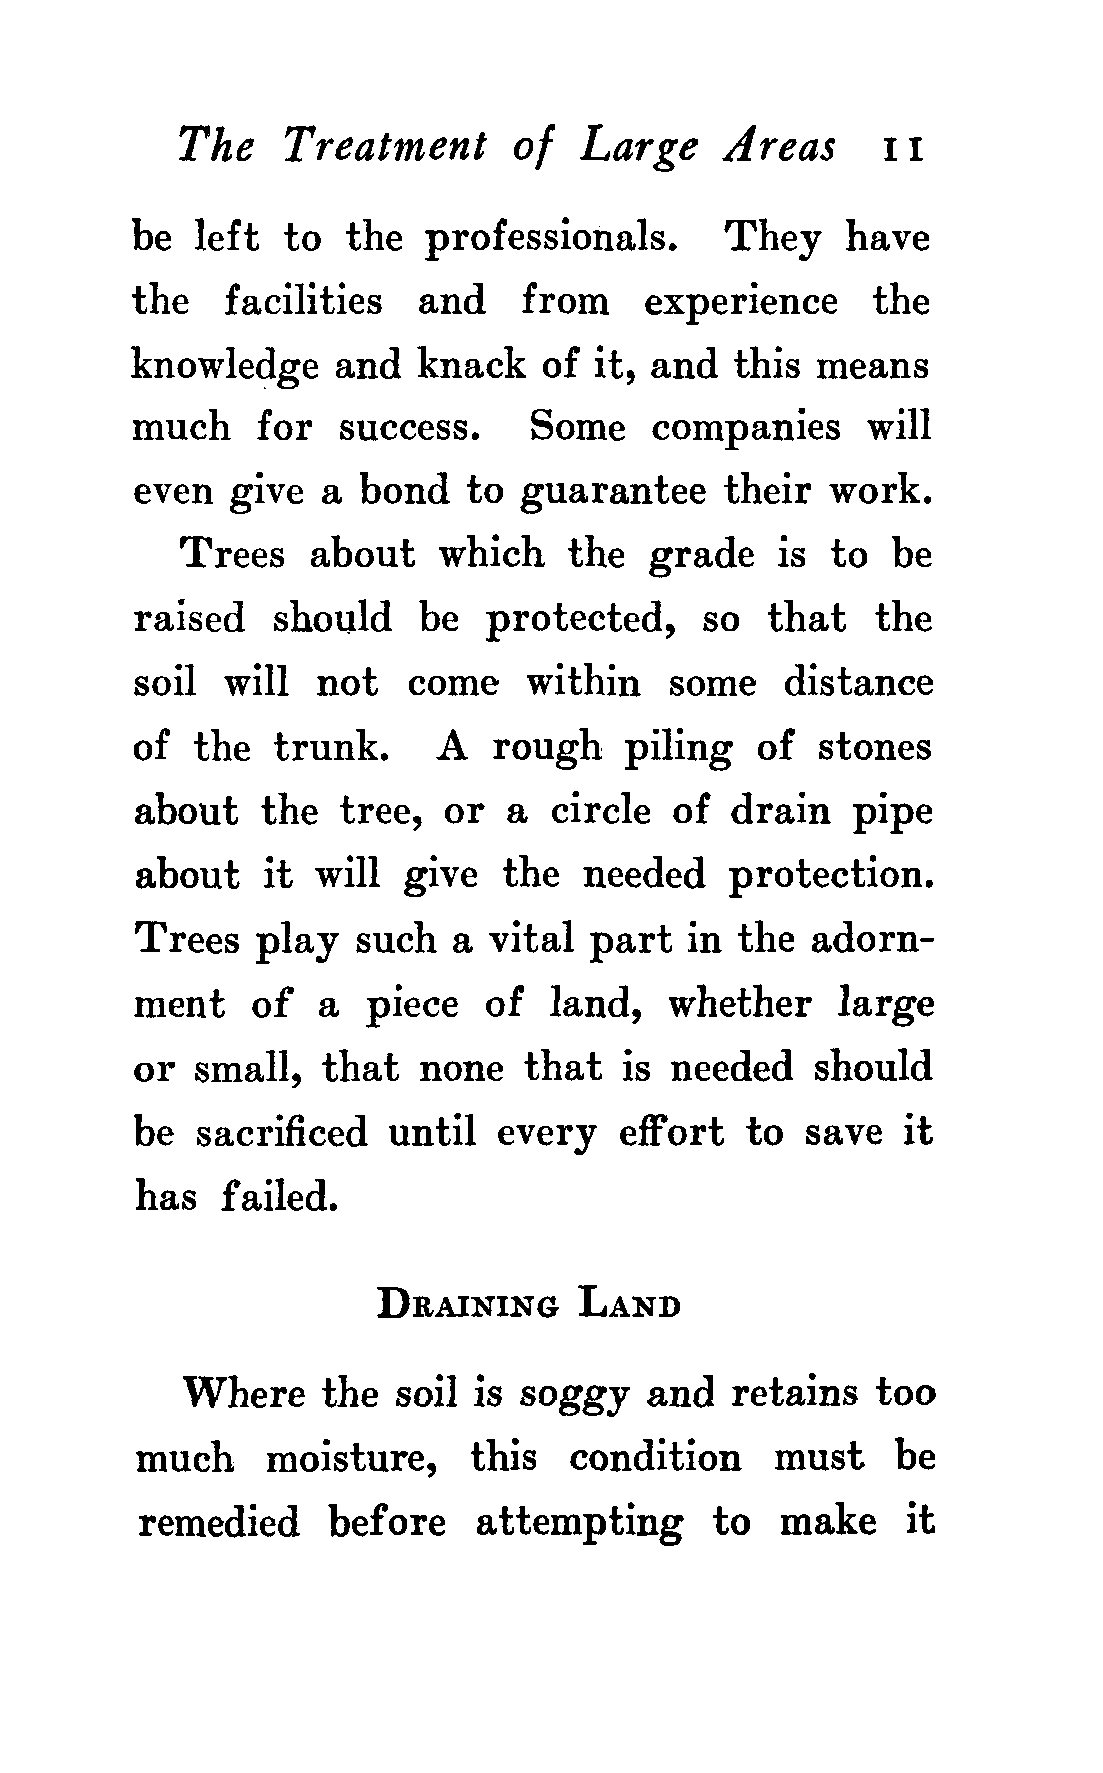 The Treatment of Large Areas 11
be left to the professionals. They have
the facilities and from experience the
knowledge and knack of it, and this means
much for success. Some companies will
even give a bond to guarantee their work.
Trees about which the grade is to be
raised should be protected, so that the
soil will not come within some distance
of the trunk. A rough piling of stones
about the tree, or a circle of drain pipe
about it will give the needed protection.
Trees play such a vital part in the adorn-
ment of a piece of land, whether large
or small, that none that is needed should
be sacrificed until every effort to save it
has failed.
Draining Land
Where the soil is soggy and retains too
much moisture, this condition must be
remedied before attempting to make it